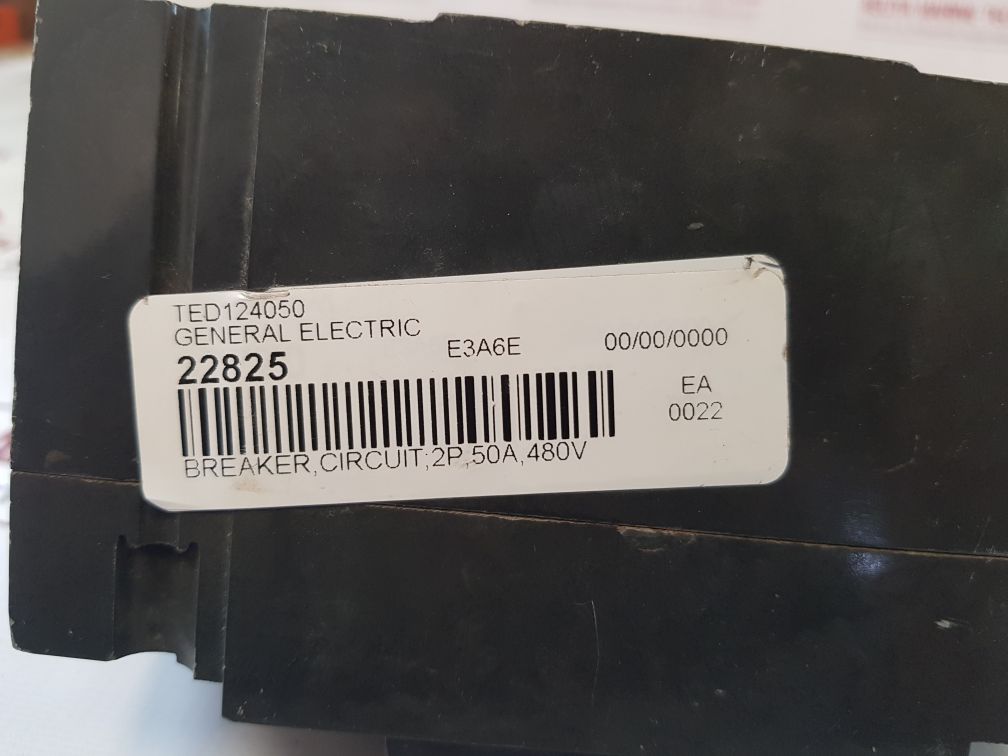 TED124050
GENERAL ELECTRIC
22825 E3A6E 00/00/0000
EA
0022
BREAKER,CIRCUIT;2P,50A,480V